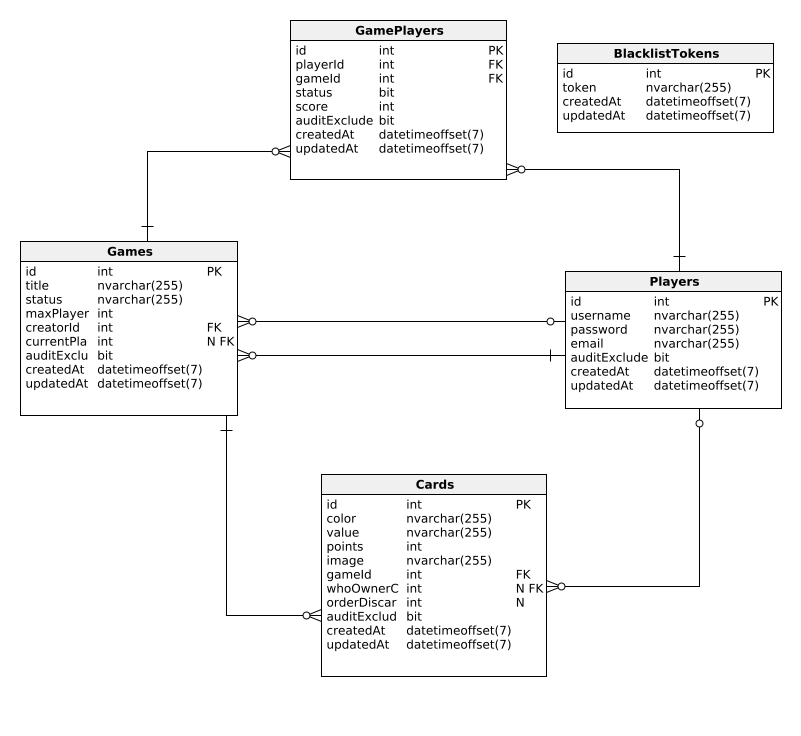 GamePlayers
id int PK
playerId int FK
gameId int FK
status bit
score int
auditExclude bit
createdAt datetimeoffset(7)
updatedAt datetimeoffset(7)
BlacklistTokens
id int PK
token nvarchar(255)
createdAt datetimeoffset(7)
updatedAt datetimeoffset(7)
Games
id int PK
title nvarchar(255)
status nvarchar(255)
maxPlayer int
creatorId int FK
currentPla int N FK
auditExclu bit
createdAt datetimeoffset(7)
updatedAt datetimeoffset(7)
Players
id int PK
username nvarchar(255)
password nvarchar(255)
email nvarchar(255)
auditExclude bit
createdAt datetimeoffset(7)
updatedAt datetimeoffset(7)
Cards
id int PK
color nvarchar(255)
value nvarchar(255)
points int
image nvarchar(255)
gameId int FK
whoOwnerC int N FK
orderDiscar int N
auditExclud bit
createdAt datetimeoffset(7)
updatedAt datetimeoffset(7)